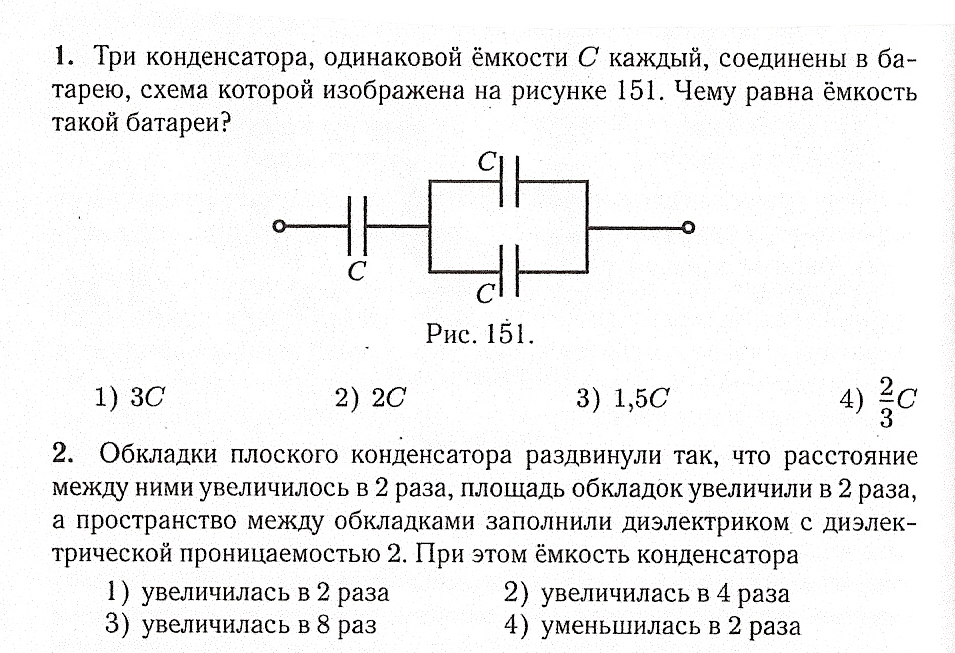 1. Три конденсатора, одинаковой ёмкости C каждый, соединены в ба-
тарею, схема которой изображена на рисунке 151. Чему равна ёмкость
такой батареи?
C
C
C
Рис. 151.
1) 3C 2) 2C 3) 1,5C 4) 2/3 C
2. Обкладки плоского конденсатора раздвинули так, что расстояние
между ними увеличилось в 2 раза, площадь обкладок увеличили в 2 раза,
а пространство между обкладками заполнили диэлектриком с диэлек-
трической проницаемостью 2. При этом ёмкость конденсатора
1) увеличилась в 2 раза 2) увеличилась в 4 раза
3) увеличилась в 8 раз 4) уменьшилась в 2 раза